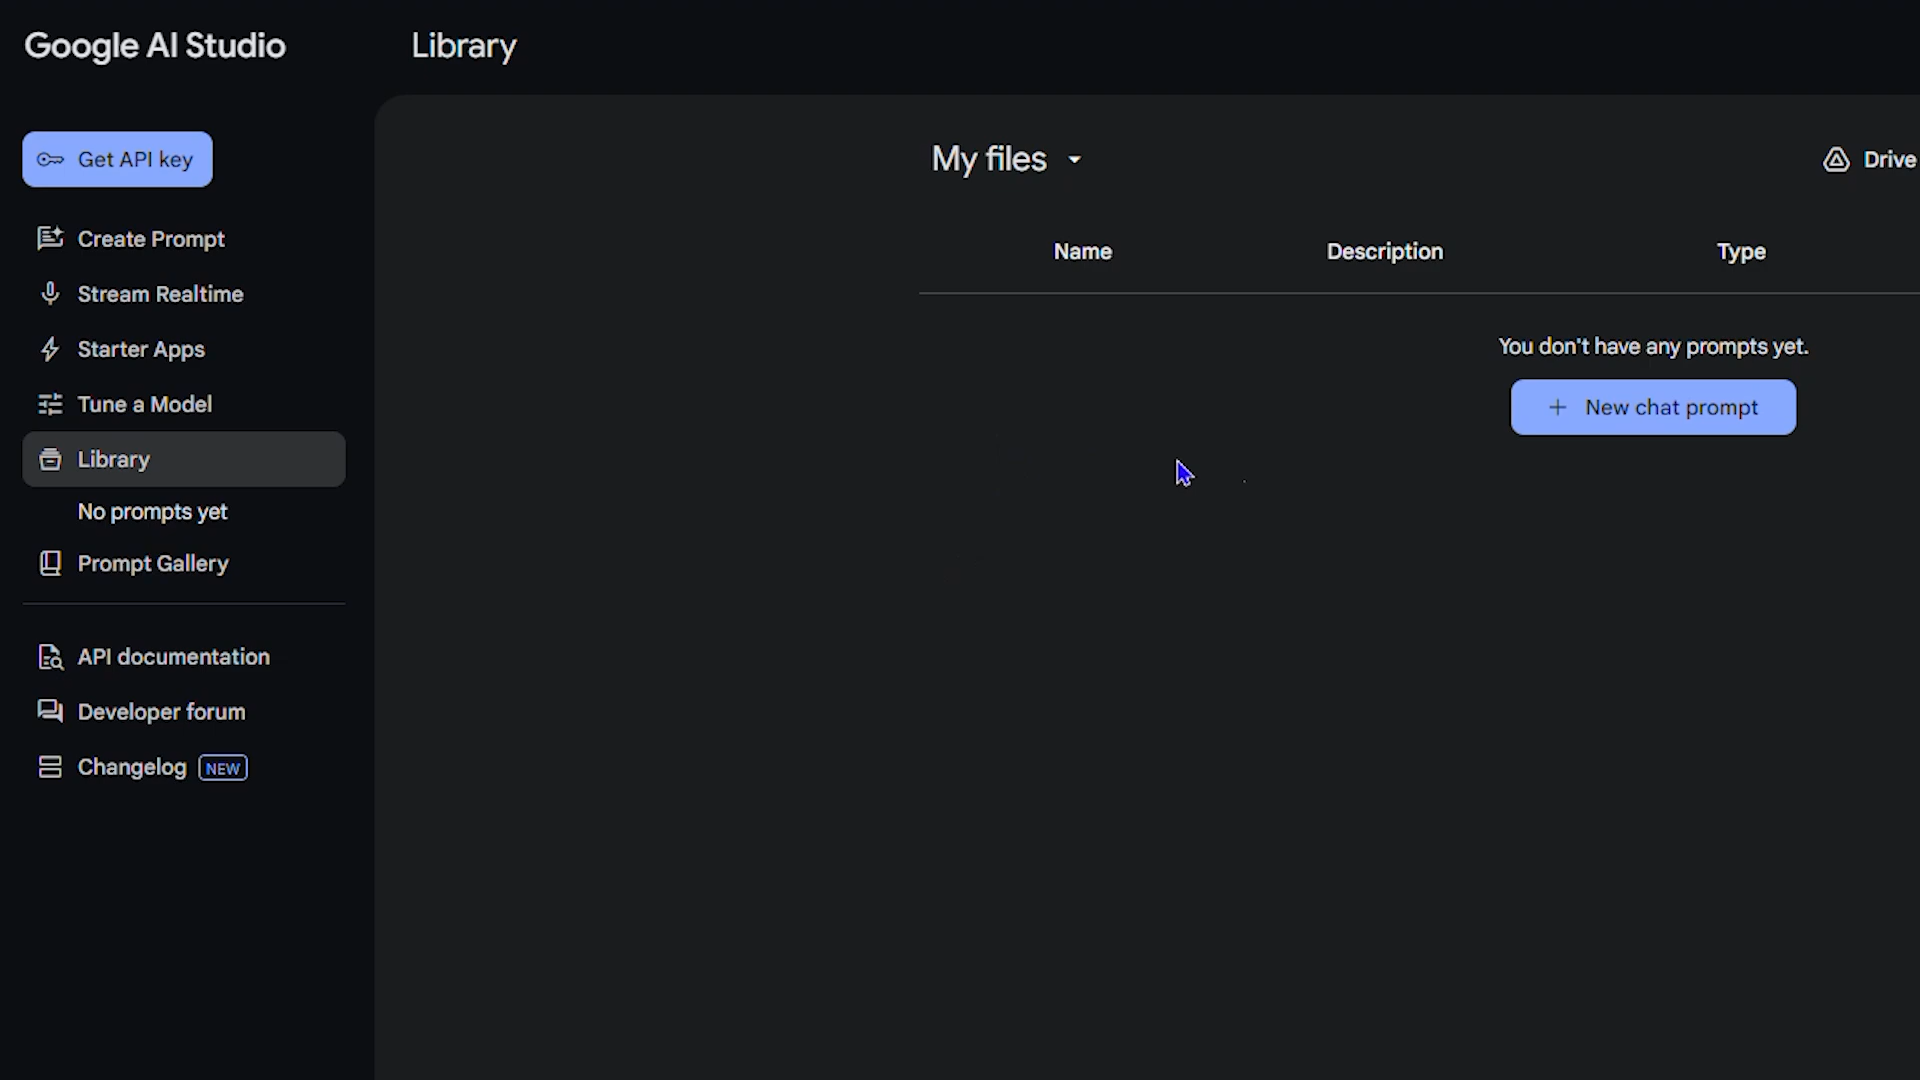 Google AI Studio
Library
Get API key
Create Prompt
Stream Realtime
Starter Apps
Tune a Model
Library
No prompts yet
Prompt Gallery
API documentation
Developer forum
Changelog NEW
My files
Drive
Name Description Type
You don't have any prompts yet.
+ New chat prompt